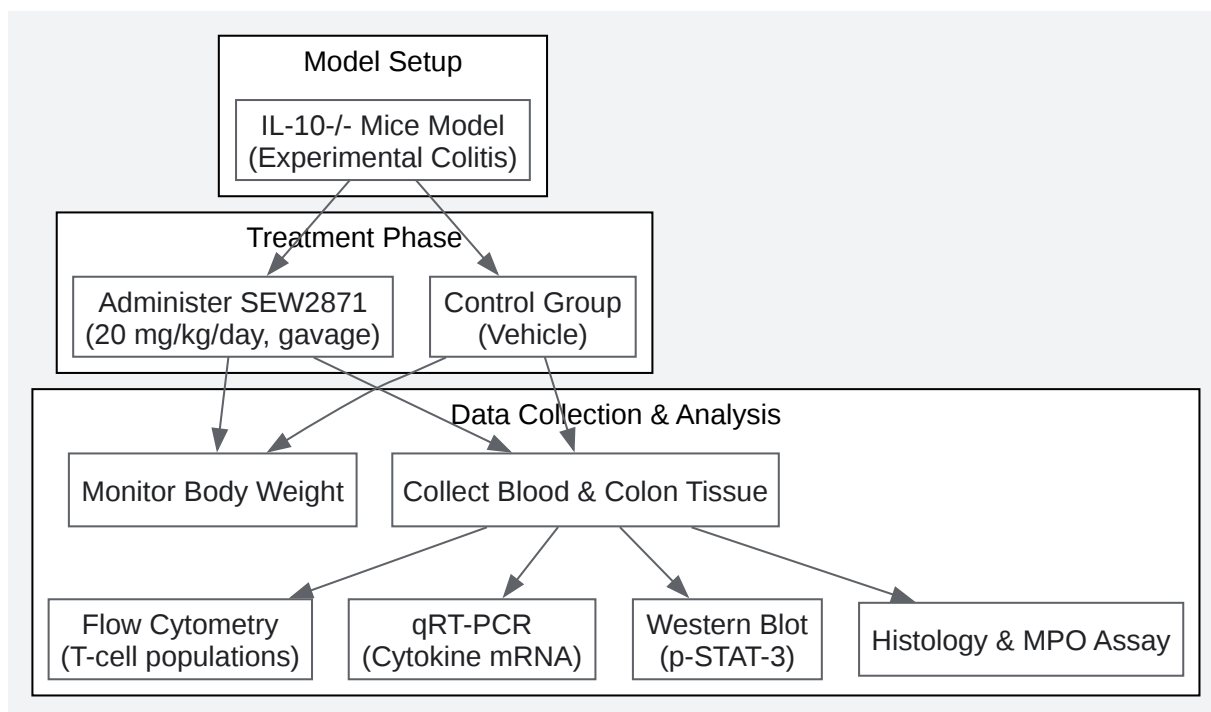 Model Setup
IL-10-/- Mice Model
(Experimental Colitis)
Treatment Phase
Administer SEW2871
(20 mg/kg/day, gavage)
Control Group
(Vehicle)
Data Collection & Analysis
Monitor Body Weight
Collect Blood & Colon Tissue
Flow Cytometry
(T-cell populations)
qRT-PCR
(Cytokine mRNA)
Western Blot
(p-STAT-3)
Histology & MPO Assay